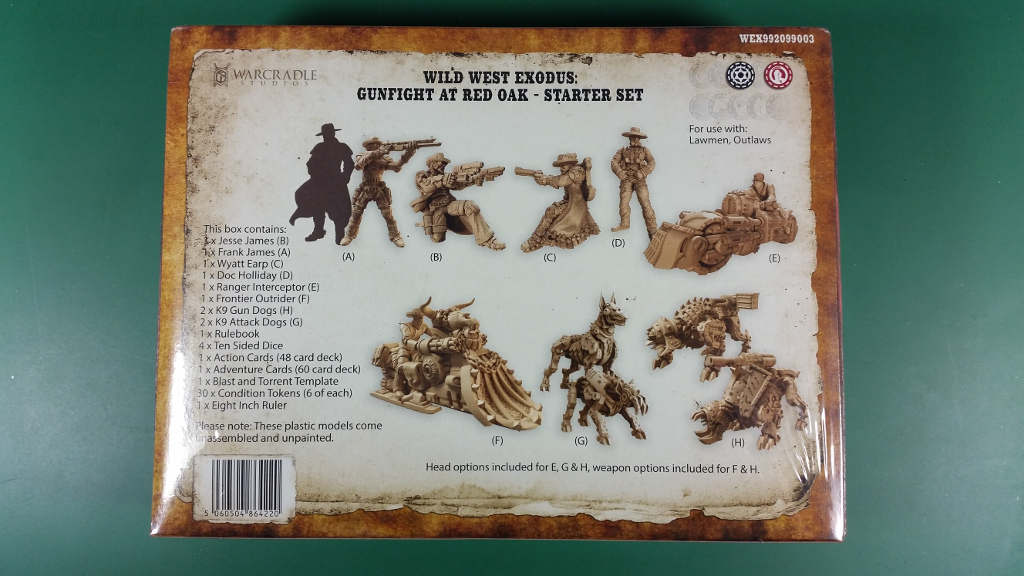 WEX992099003
WARCRADLE
STUDIOS
WILD WEST EXODUS:
GUNFIGHT AT RED OAK - STARTER SET
For use with:
Lawmen, Outlaws
This box contains:
1 x Jesse James (B)
1 x Frank James (A)
1 x Wyatt Earp (C)
1 x Doc Holliday (D)
1 x Ranger Interceptor (E)
1 x Frontier Outrider (F)
2 x K9 Gun Dogs (H)
2 x K9 Attack Dogs (G)
1 x Rulebook
4 x Ten Sided Dice
1 x Action Cards (48 card deck)
1 x Adventure Cards (60 card deck)
1 x Blast and Torrent Template
30 x Condition Tokens (6 of each)
1 x Eight Inch Ruler
Please note: These plastic models come
unassembled and unpainted.
(A)
(B)
(C)
(D)
(E)
(F)
(G)
(H)
Head options included for E, G & H, weapon options included for F & H.
5 060504 864220